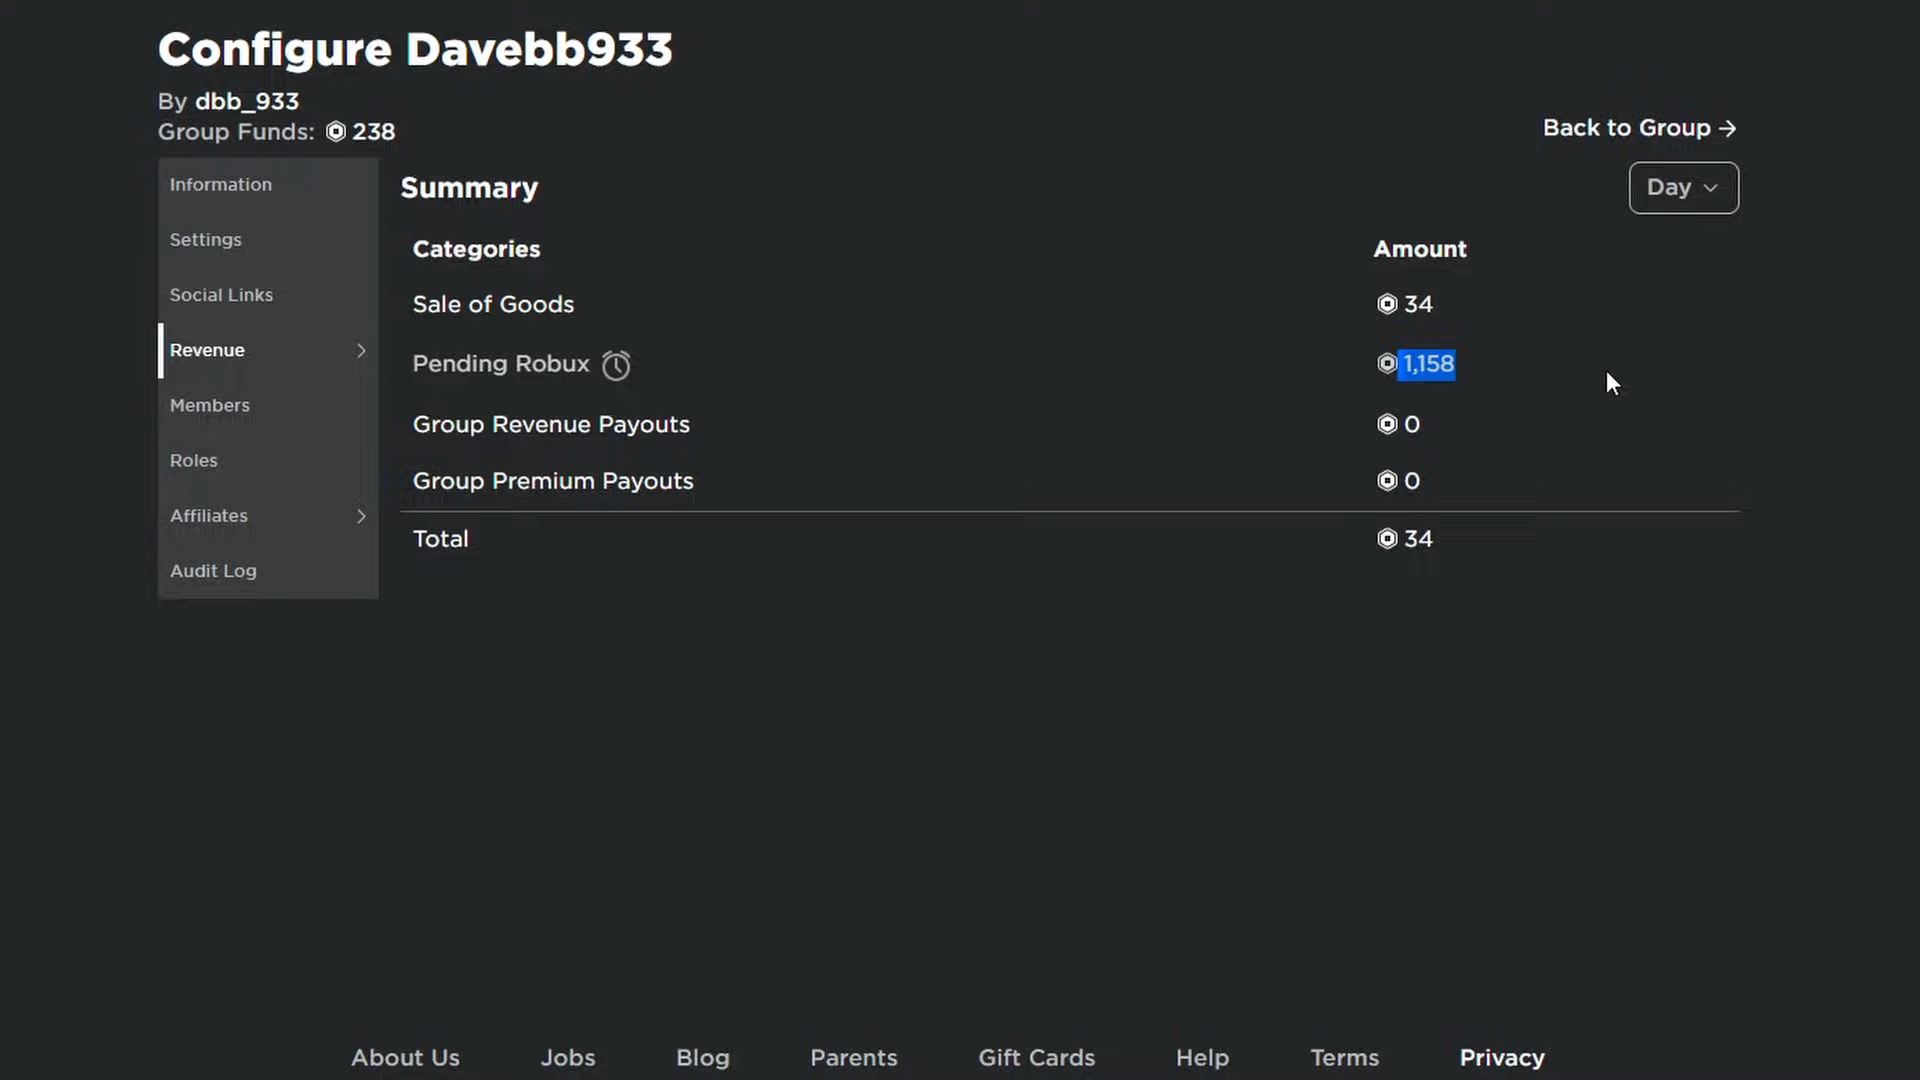 Configure Davebb933
By dbb_933
Group Funds: 238
Back to Group
Information
Settings
Social Links
Revenue
Members
Roles
Affiliates
Audit Log
Summary
Day
Categories Amount
Sale of Goods 34
Pending Robux 1,158
Group Revenue Payouts 0
Group Premium Payouts 0
Total 34
About Us Jobs Blog Parents Gift Cards Help Terms Privacy